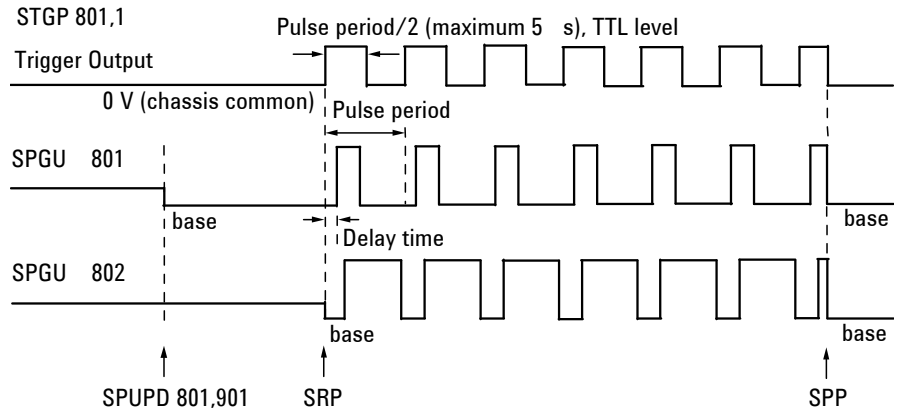 STGP 801,1
Pulse period/2 (maximum 5 s), TTL level
Trigger Output
0 V (chassis common)
Pulse period
SPGU 801
base
base
Delay time
SPGU 802
base
base
SPUPD 801,901
SRP
SPP